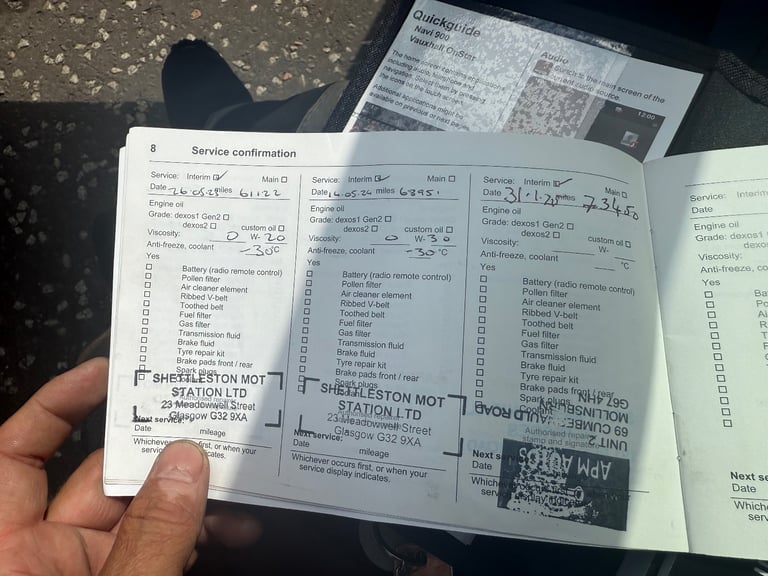 Quickguide
Navi 900
Vauxhall OnStar
Audio
12:00
8 Service confirmation
Service: Interim ☑ Main ☐
Date 26.05.23 miles 61122
Engine oil
Grade: dexos1 Gen2 ☐
dexos2 ☐ custom oil ☐
Viscosity: 0 W- 20
Anti-freeze, coolant -30°C
Yes
☐ Battery (radio remote control)
☐ Pollen filter
☐ Air cleaner element
☐ Ribbed V-belt
☐ Toothed belt
☐ Fuel filter
☐ Gas filter
☐ Transmission fluid
☐ Brake fluid
☐ Tyre repair kit
☐ Brake pads front / rear
☐ Spark plugs
SHETTLESTON MOT
STATION LTD
23 Meadowwell Street
Glasgow G32 9XA
Next service:
Date mileage
Whichever occurs first, or when your
service display indicates.
Service: Interim ☑ Main ☐
Date 14.05.24 miles
Engine oil
Grade: dexos1 Gen2 ☐
dexos2 ☐ custom oil ☐
Viscosity: 0 W- 30
Anti-freeze, coolant -30 °C
Yes
☐ Battery (radio remote control)
☐ Pollen filter
☐ Air cleaner element
☐ Ribbed V-belt
☐ Toothed belt
☐ Fuel filter
☐ Gas filter
☐ Transmission fluid
☐ Brake fluid
☐ Tyre repair kit
☐ Brake pads front / rear
☐ Spark plugs
SHETTLESTON MOT
STATION LTD
23 Meadowwell Street
Glasgow G32 9XA
Next service:
Date mileage
Whichever occurs first, or when your
service display indicates.
Service: Interim ☑ Main ☐
Date miles
Engine oil
Grade: dexos1 Gen2 ☐
dexos2 ☐ custom oil ☐
Viscosity: W-
Anti-freeze, coolant °C
Yes
☐ Battery (radio remote control)
☐ Pollen filter
☐ Air cleaner element
☐ Ribbed V-belt
☐ Toothed belt
☐ Fuel filter
☐ Gas filter
☐ Transmission fluid
☐ Brake fluid
☐ Tyre repair kit
☐ Brake pads front / rear
☐ Spark plugs
☐ Coolant
Authorised repairer
stamp and signature
APM AUTOS
UNIT 2
69 CUMBERNAULD ROAD
MOLLINSBURN
Date
Service: Interim
Date
Engine oil
Grade: dexos1
dexos2
Viscosity:
Anti-freeze, co
Yes
Next s
Date